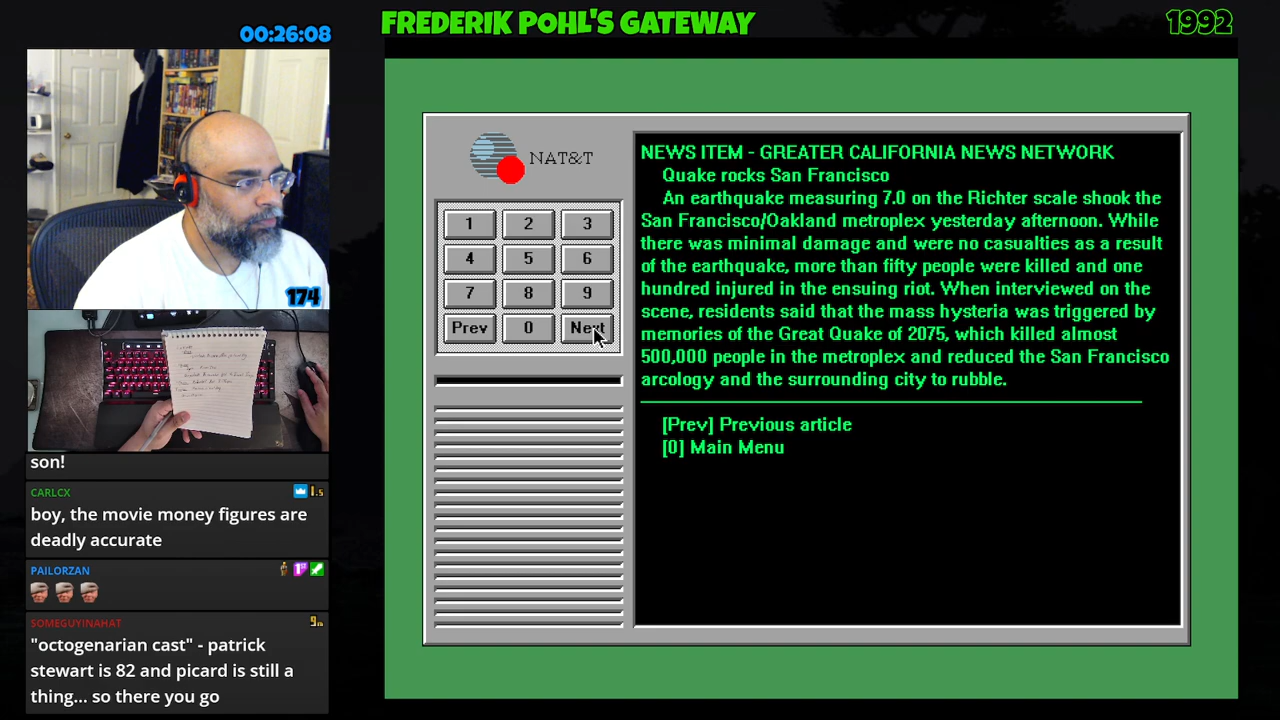 00:26:08
FREDERIK POHL'S GATEWAY
1992
174
son!
CARLCX
1.5
boy, the movie money figures are
deadly accurate
PAILORZAN
1st
SOMEGUYINAHAT
"octogenarian cast" - patrick
stewart is 82 and picard is still a
thing... so there you go
NAT&T
1 2 3
4 5 6
7 8 9
Prev 0 Next
NEWS ITEM - GREATER CALIFORNIA NEWS NETWORK
Quake rocks San Francisco
An earthquake measuring 7.0 on the Richter scale shook the
San Francisco/Oakland metroplex yesterday afternoon. While
there was minimal damage and were no casualties as a result
of the earthquake, more than fifty people were killed and one
hundred injured in the ensuing riot. When interviewed on the
scene, residents said that the mass hysteria was triggered by
memories of the Great Quake of 2075, which killed almost
500,000 people in the metroplex and reduced the San Francisco
arcology and the surrounding city to rubble.
[Prev] Previous article
[0] Main Menu